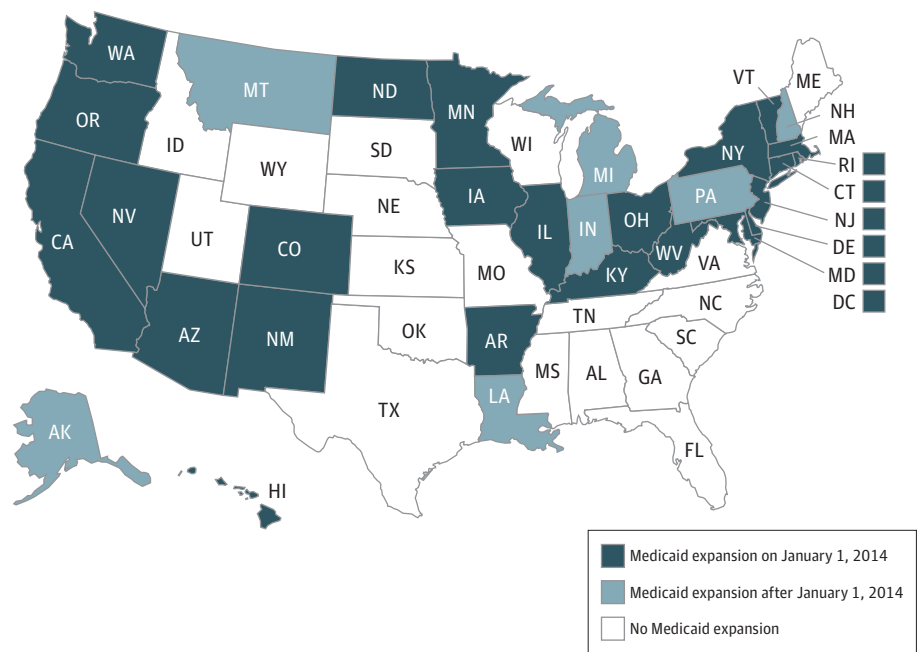 WA
VT
ME
MT
ND
NH
MN
OR
MA
ID
SD
WI
NY
RI
WY
MI
CT
IA
PA
NE
NJ
NV
IL
IN
OH
DE
CA
UT
CO
WV
VA
MD
KS
MO
KY
DC
NC
TN
AZ
NM
OK
AR
SC
MS
AL
GA
LA
TX
AK
FL
HI
Medicaid expansion on January 1, 2014
Medicaid expansion after January 1, 2014
No Medicaid expansion